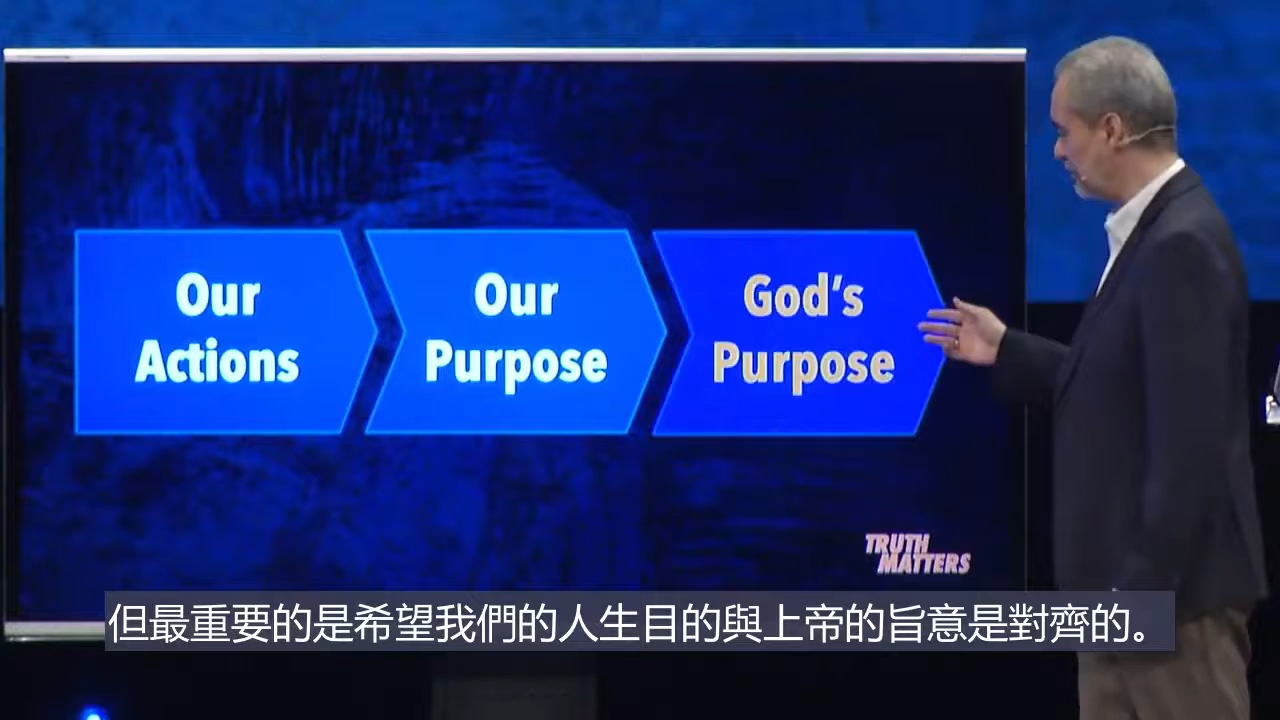 Our
Actions
Our
Purpose
God's
Purpose
TRUTH
MATTERS
但最重要的是希望我們的人生目的與上帝的旨意是對齊的。